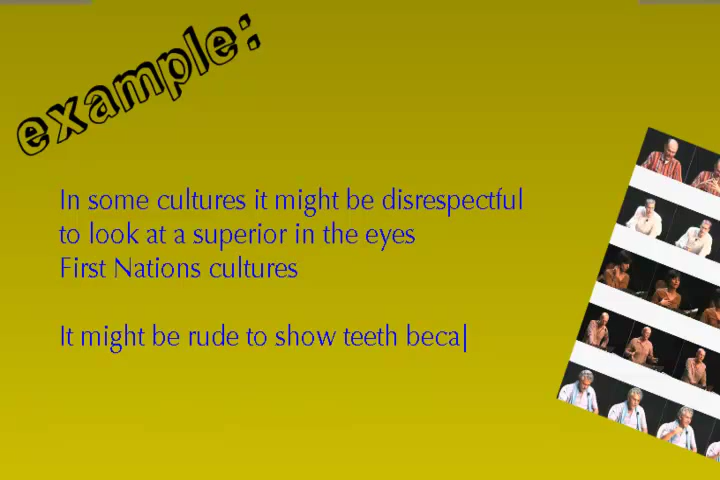 example:
In some cultures it might be disrespectful
to look at a superior in the eyes
First Nations cultures
It might be rude to show teeth beca